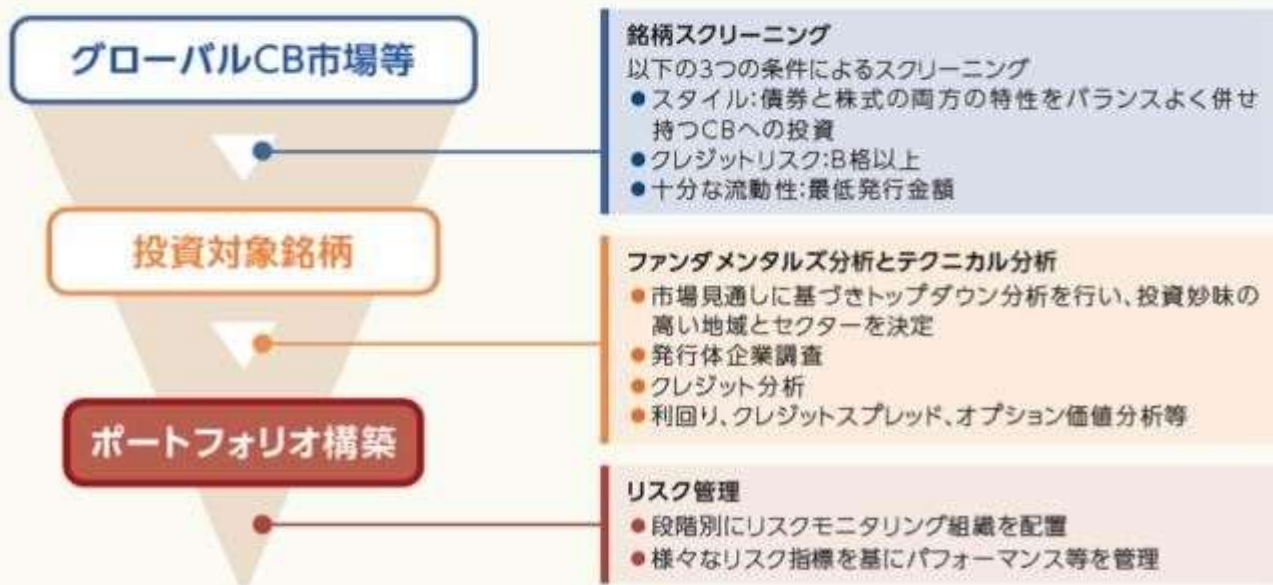 グローバルCB市場等
銘柄スクリーニング
以下の3つの条件によるスクリーニング
●スタイル:債券と株式の両方の特性をバランスよく併せ
持つCBへの投資
●クレジットリスク:B格以上
●十分な流動性:最低発行金額
投資対象銘柄
ファンダメンタルズ分析とテクニカル分析
●市場見通しに基づきトップダウン分析を行い、投資妙味の
高い地域とセクターを決定
●発行体企業調査
●クレジット分析
●利回り、クレジットスプレッド、オプション価値分析等
ポートフォリオ構築
リスク管理
●段階別にリスクモニタリング組織を配置
●様々なリスク指標を基にパフォーマンス等を管理